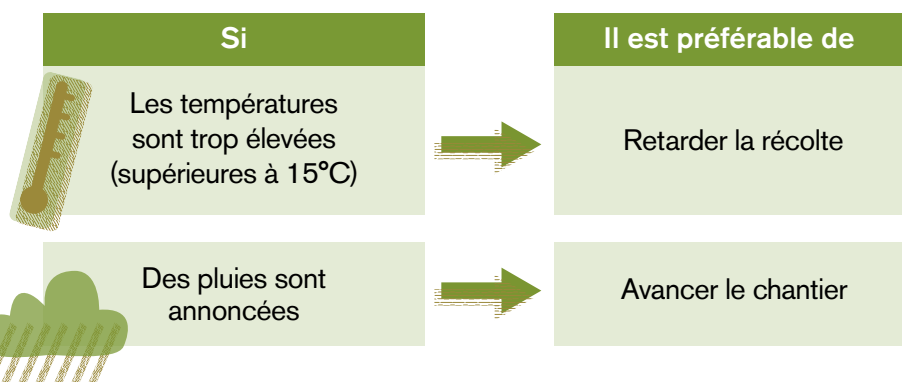 Si
Il est préférable de
Les températures
sont trop élevées
(supérieures à 15°C)
Retarder la récolte
Des pluies sont
annoncées
Avancer le chantier